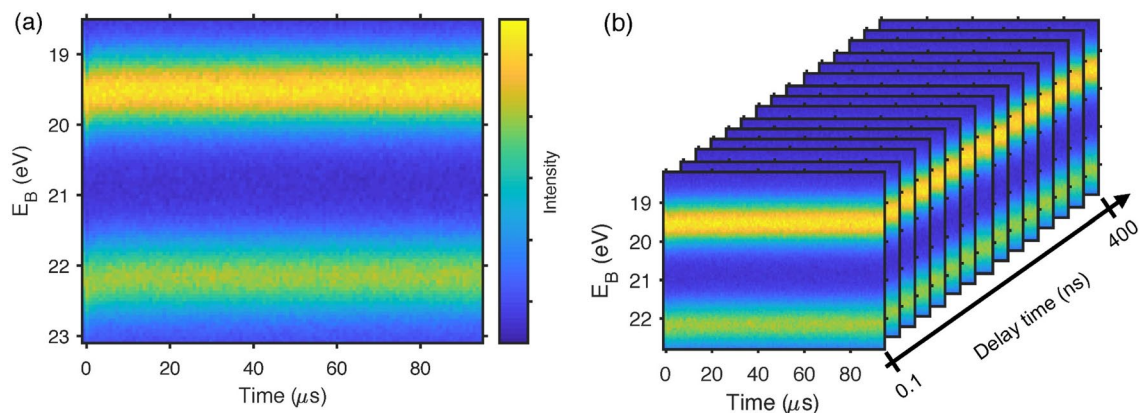 (a)
19
20
21
22
23
E_B (eV)
0 20 40 60 80
Time (μs)
Intensity
(b)
19
20
21
22
E_B (eV)
0 20 40 60 80
Time (μs)
0.1
Delay time (ns)
400